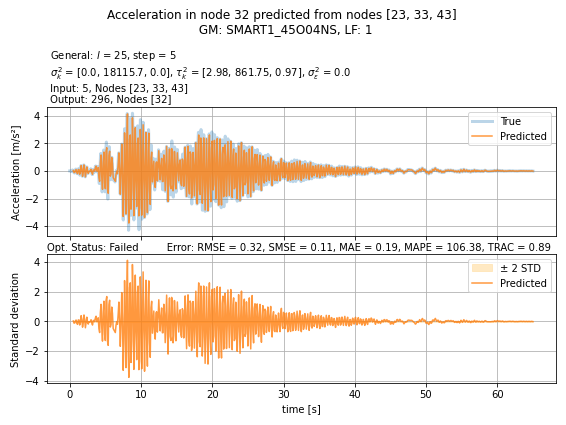 Acceleration in node 32 predicted from nodes [23, 33, 43]
GM: SMART1_45O04NS, LF: 1
General: l = 25, step = 5
σ²ₖ = [0.0, 18115.7, 0.0], τ²ₖ = [2.98, 861.75, 0.97], σ²ε = 0.0
Input: 5, Nodes [23, 33, 43]
Output: 296, Nodes [32]
Acceleration [m/s²]
4
2
0
−2
−4
True
Predicted
Opt. Status: Failed Error: RMSE = 0.32, SMSE = 0.11, MAE = 0.19, MAPE = 106.38, TRAC = 0.89
Standard deviation
4
2
0
−2
−4
± 2 STD
Predicted
0 10 20 30 40 50 60
time [s]